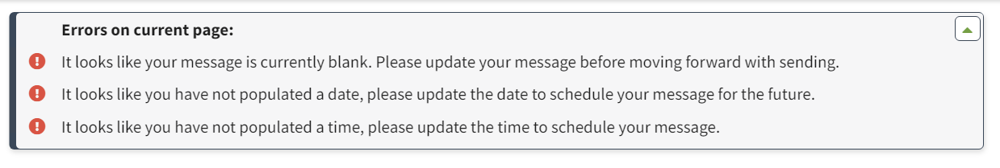 Errors on current page:
It looks like your message is currently blank. Please update your message before moving forward with sending.
It looks like you have not populated a date, please update the date to schedule your message for the future.
It looks like you have not populated a time, please update the time to schedule your message.